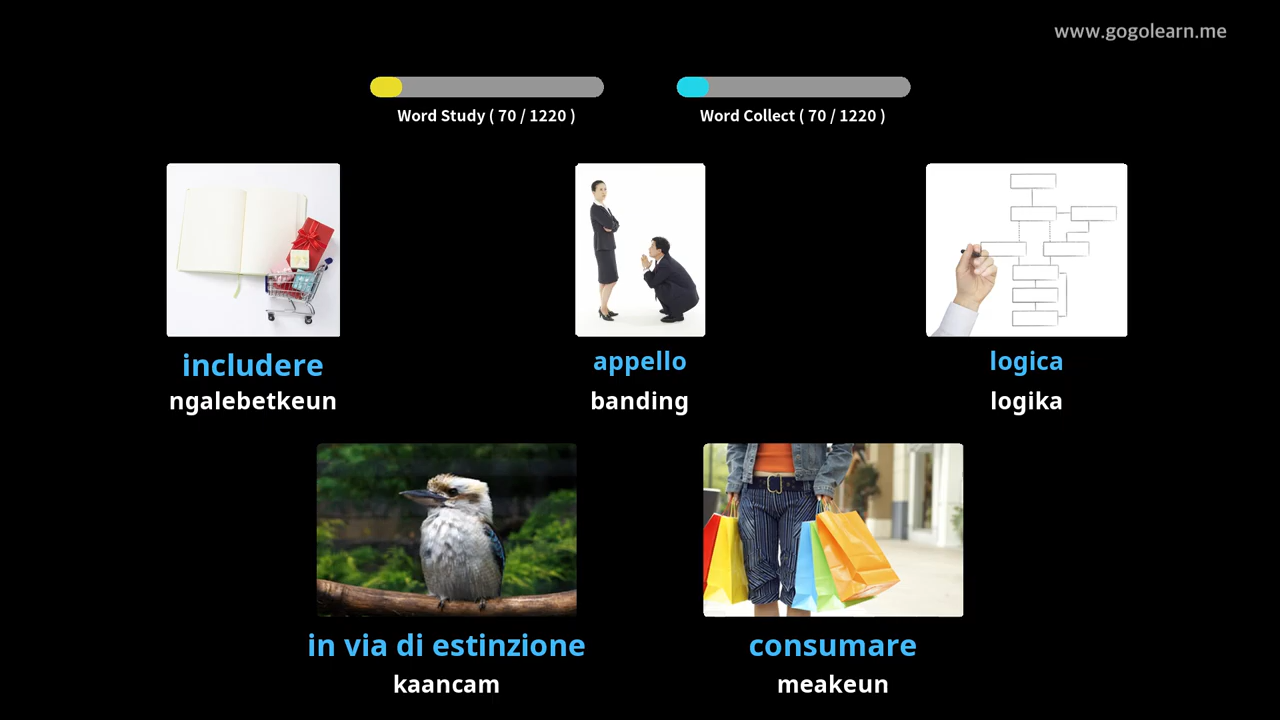 www.gogolearn.me
Word Study ( 70 / 1220 )
Word Collect ( 70 / 1220 )
includere
ngalebetkeun
appello
banding
logica
logika
in via di estinzione
kaancam
consumare
meakeun